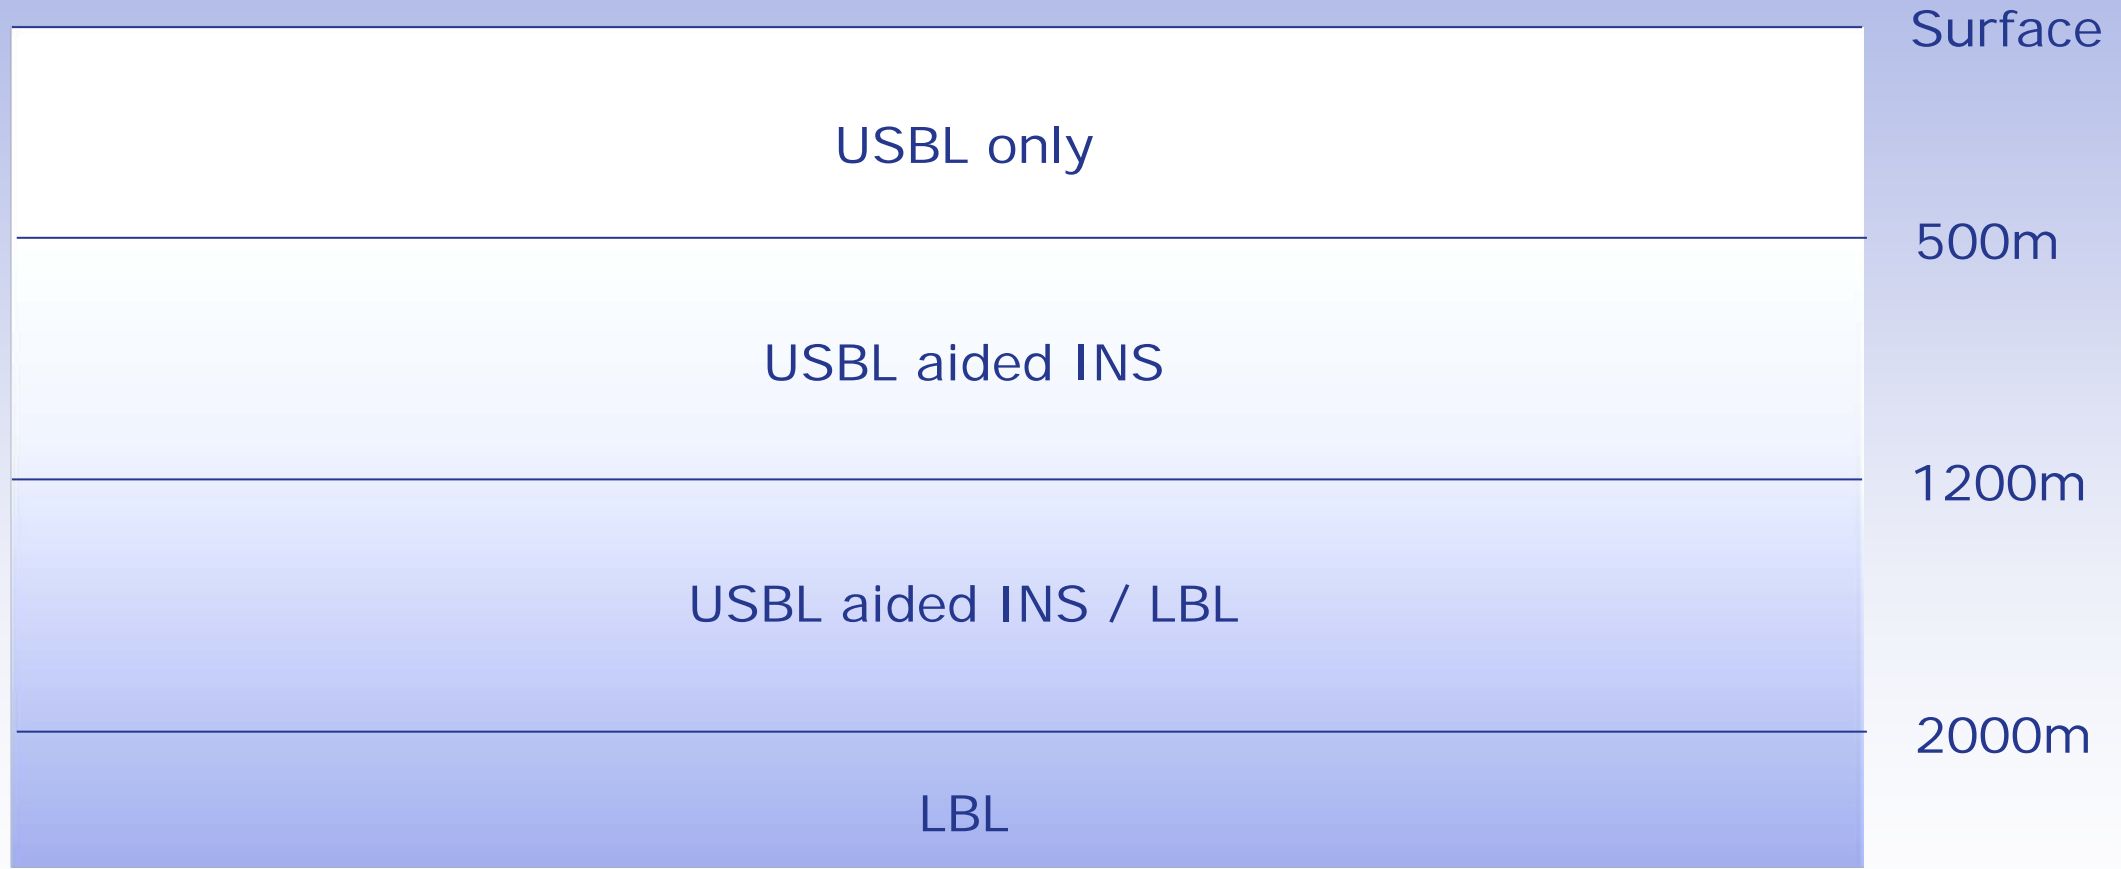 Surface
USBL only
500m
USBL aided INS
1200m
USBL aided INS / LBL
2000m
LBL